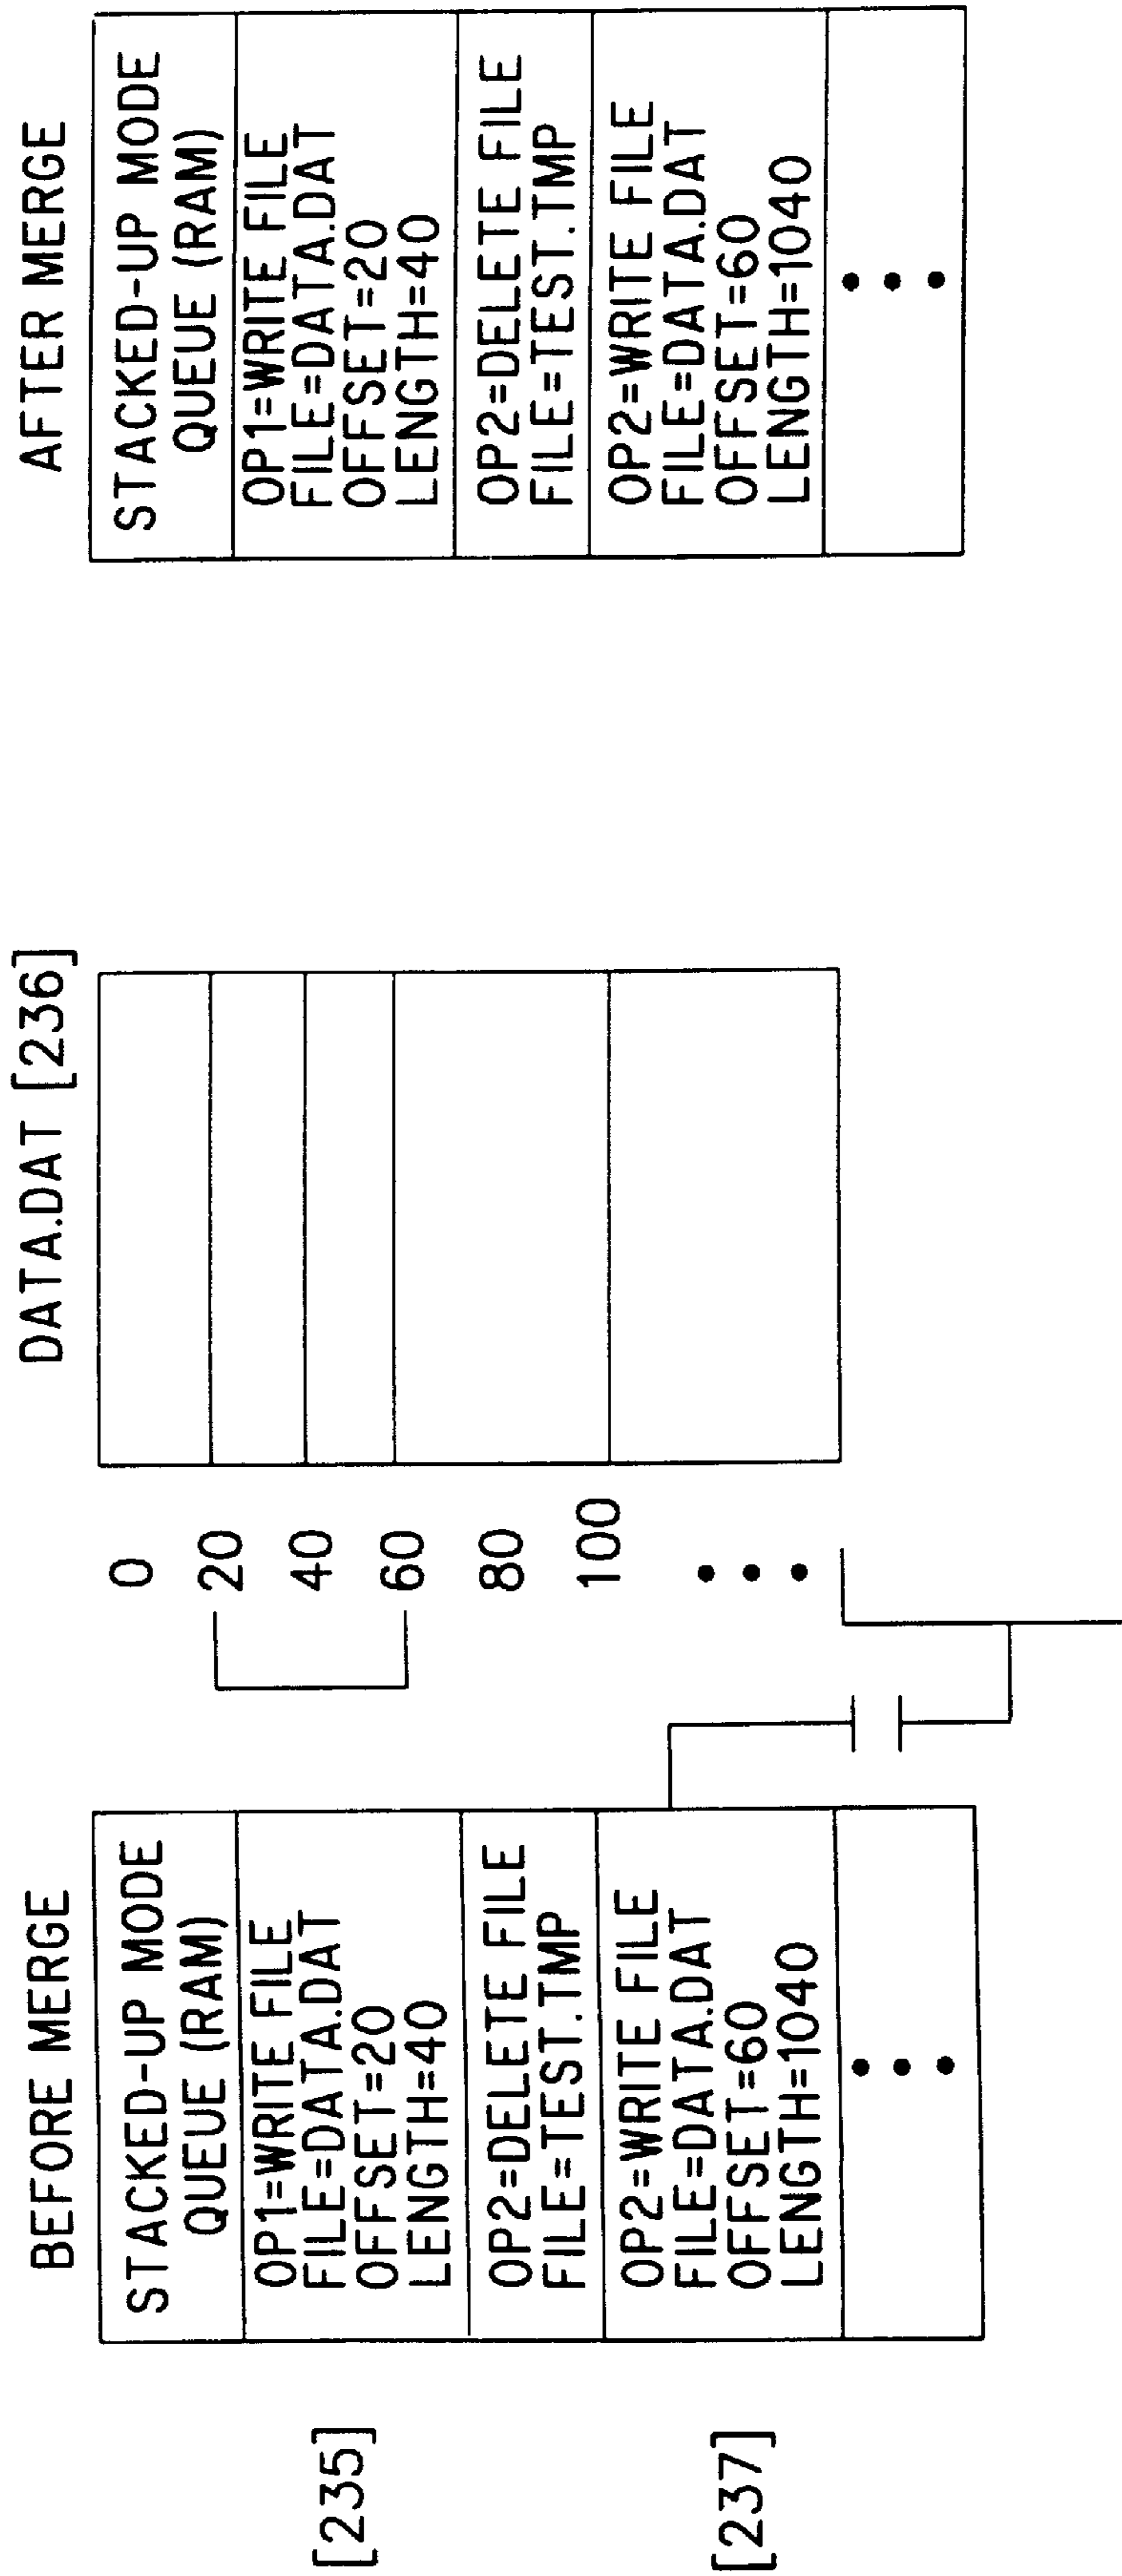 BEFORE MERGE
STACKED-UP MODE
QUEUE (RAM)
[235]
OP1=WRITE FILE
FILE=DATA.DAT
OFFSET=20
LENGTH=40
OP2=DELETE FILE
FILE=TEST.TMP
[237]
OP2=WRITE FILE
FILE=DATA.DAT
OFFSET=60
LENGTH=1040
DATA.DAT [236]
0
20
40
60
80
100
AFTER MERGE
STACKED-UP MODE
QUEUE (RAM)
OP1=WRITE FILE
FILE=DATA.DAT
OFFSET=20
LENGTH=40
OP2=DELETE FILE
FILE=TEST.TMP
OP2=WRITE FILE
FILE=DATA.DAT
OFFSET=60
LENGTH=1040